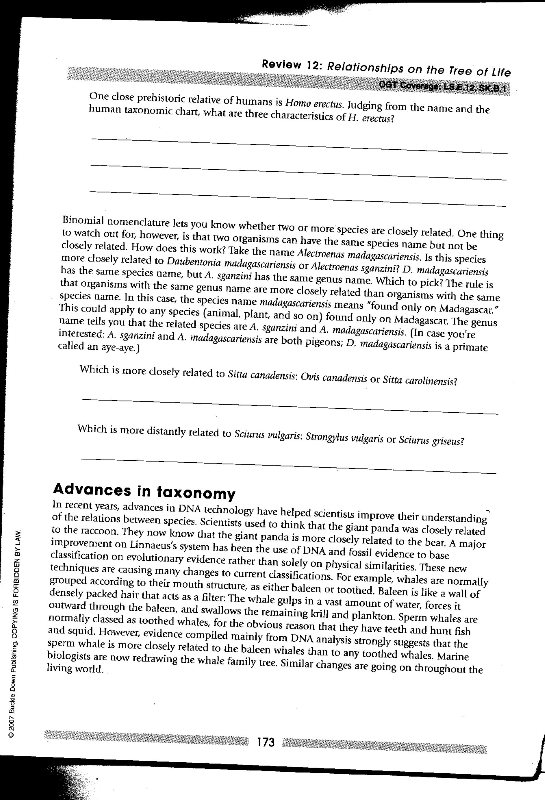 Review 12: Relationships on the Tree of Life
OGT Coverage: LS.E.12, SK.B.1
One close prehistoric relative of humans is Homo erectus. Judging from the name and the
human taxonomic chart, what are three characteristics of H. erectus?
Binomial nomenclature lets you know whether two or more species are closely related. One thing
to watch out for, however, is that two organisms can have the same species name but not be
closely related. How does this work? Take the name Alectroenas madagascariensis. Is this species
more closely related to Daubentonia madagascariensis or Alectroenas sganzini? D. madagascariensis
has the same species name, but A. sganzini has the same genus name. Which to pick? The rule is
that organisms with the same genus name are more closely related than organisms with the same
species name. In this case, the species name madagascariensis means "found only on Madagascar."
This could apply to any species (animal, plant, and so on) found only on Madagascar. The genus
name tells you that the related species are A. sganzini and A. madagascariensis. (In case you're
interested: A. sganzini and A. madagascariensis are both pigeons; D. madagascariensis is a primate
called an aye-aye.)
Which is more closely related to Sitta canadensis: Ovis canadensis or Sitta carolinensis?
Which is more distantly related to Sciurus vulgaris: Strongylus vulgaris or Sciurus griseus?
Advances in taxonomy
In recent years, advances in DNA technology have helped scientists improve their understanding
of the relations between species. Scientists used to think that the giant panda was closely related
to the raccoon. They now know that the giant panda is more closely related to the bear. A major
improvement on Linnaeus's system has been the use of DNA and fossil evidence to base
classification on evolutionary evidence rather than solely on physical similarities. These new
techniques are causing many changes to current classifications. For example, whales are normally
grouped according to their mouth structure, as either baleen or toothed. Baleen is like a wall of
densely packed hair that acts as a filter: The whale gulps in a vast amount of water, forces it
outward through the baleen, and swallows the remaining krill and plankton. Sperm whales are
normally classed as toothed whales, for the obvious reason that they have teeth and hunt fish
and squid. However, evidence compiled mainly from DNA analysis strongly suggests that the
sperm whale is more closely related to the baleen whales than to any toothed whales. Marine
biologists are now redrawing the whale family tree. Similar changes are going on throughout the
living world.
173
© 2007 Buckle Down Publishing. COPYING IS FORBIDDEN BY LAW.